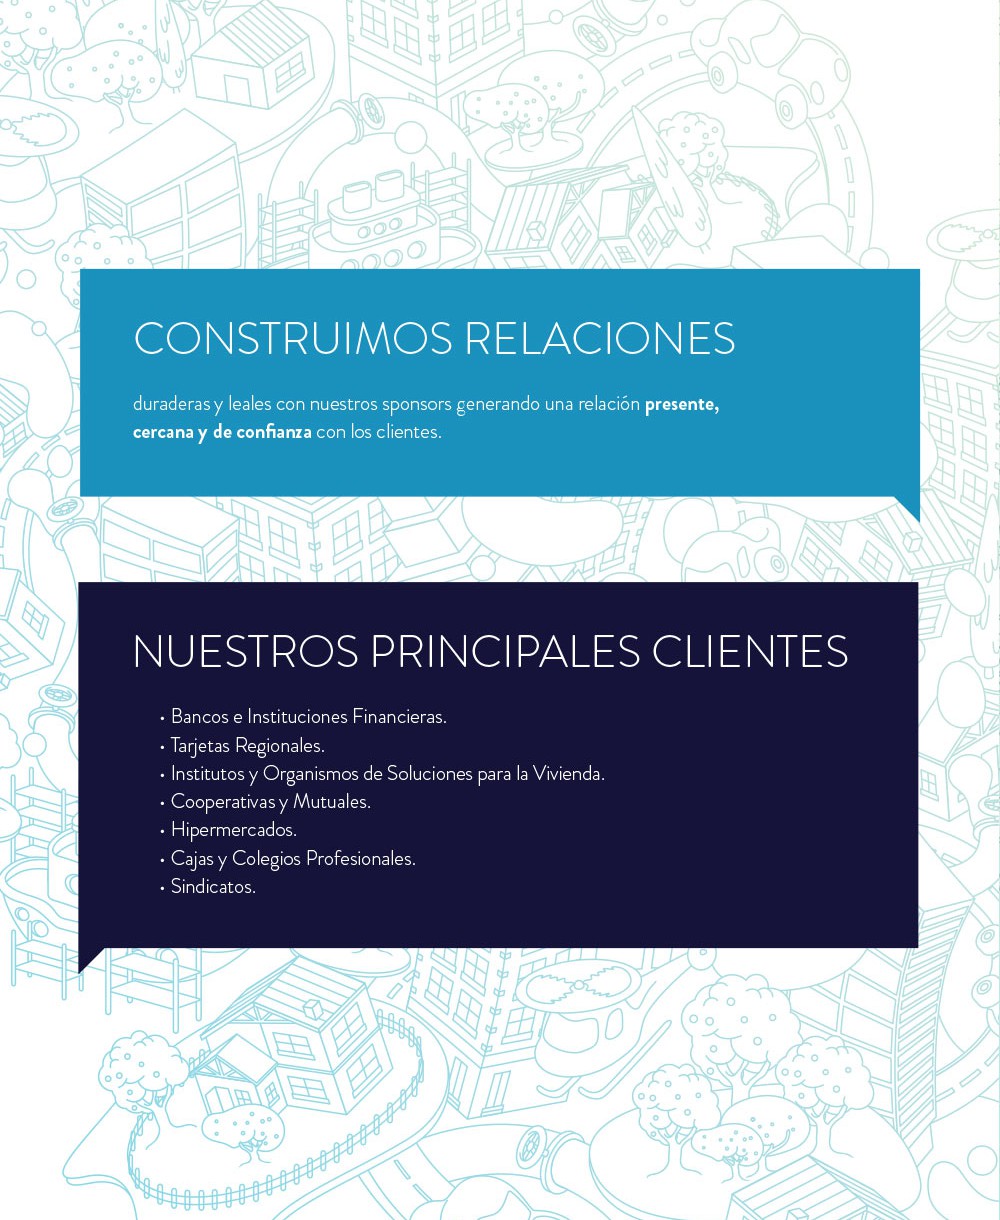 CONSTRUIMOS RELACIONES
duraderas y leales con nuestros sponsors generando una relación presente,
cercana y de confianza con los clientes.
NUESTROS PRINCIPALES CLIENTES
• Bancos e Instituciones Financieras.
• Tarjetas Regionales.
• Institutos y Organismos de Soluciones para la Vivienda.
• Cooperativas y Mutuales.
• Hipermercados.
• Cajas y Colegios Profesionales.
• Sindicatos.